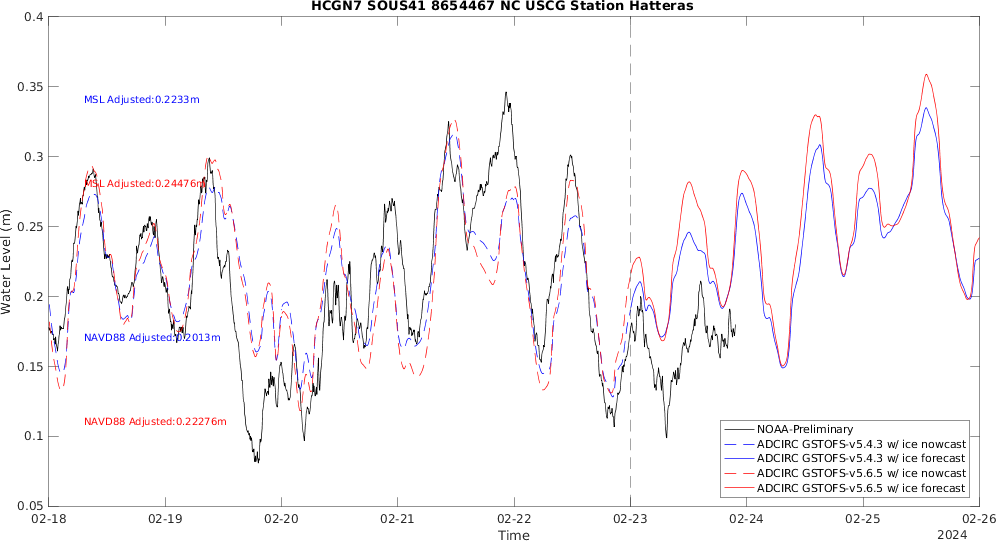 HCGN7 SOUS41 8654467 NC USCG Station Hatteras
0.4
0.35
0.3
0.25
0.2
0.15
0.1
0.05
Water Level (m)
MSL Adjusted:0.2233m
MSL Adjusted:0.24476m
NAVD88 Adjusted:0.2013m
NAVD88 Adjusted:0.22276m
NOAA-Preliminary
ADCIRC GSTOFS-v5.4.3 w/ ice nowcast
ADCIRC GSTOFS-v5.4.3 w/ ice forecast
ADCIRC GSTOFS-v5.6.5 w/ ice nowcast
ADCIRC GSTOFS-v5.6.5 w/ ice forecast
02-18 02-19 02-20 02-21 02-22 02-23 02-24 02-25 02-26
Time
2024